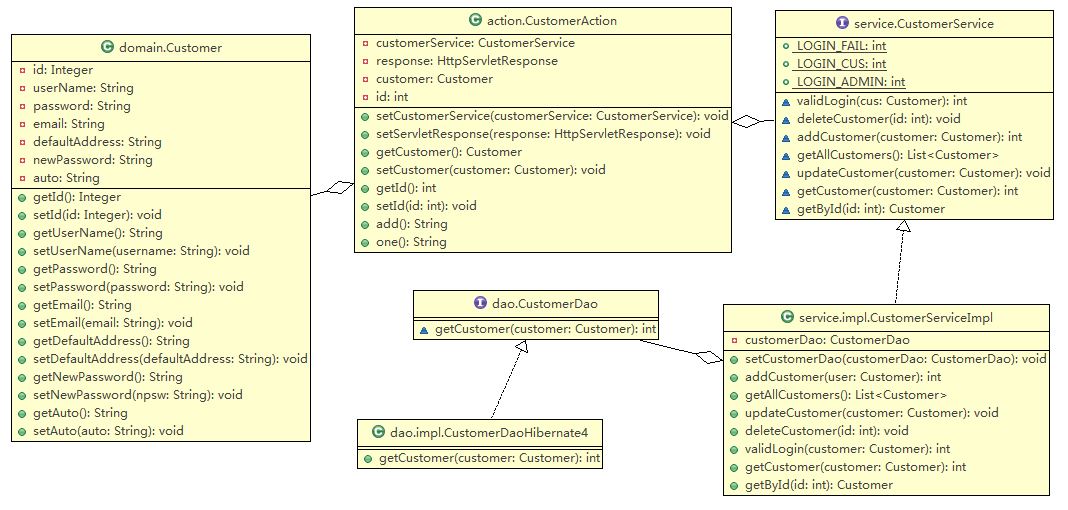 domain.Customer
id: Integer
userName: String
password: String
email: String
defaultAddress: String
newPassword: String
auto: String
getId(): Integer
setId(id: Integer): void
getUserName(): String
setUserName(username: String): void
getPassword(): String
setPassword(password: String): void
getEmail(): String
setEmail(email: String): void
getDefaultAddress(): String
setDefaultAddress(defaultAddress: String): void
getNewPassword(): String
setNewPassword(npsw: String): void
getAuto(): String
setAuto(auto: String): void
action.CustomerAction
customerService: CustomerService
response: HttpServletResponse
customer: Customer
id: int
setCustomerService(customerService: CustomerService): void
setServletResponse(response: HttpServletResponse): void
getCustomer(): Customer
setCustomer(customer: Customer): void
getId(): int
setId(id: int): void
add(): String
one(): String
service.CustomerService
LOGIN_FAIL: int
LOGIN_CUS: int
LOGIN_ADMIN: int
validLogin(cus: Customer): int
deleteCustomer(id: int): void
addCustomer(customer: Customer): int
getAllCustomers(): List<Customer>
updateCustomer(customer: Customer): void
getCustomer(customer: Customer): int
getById(id: int): Customer
dao.CustomerDao
getCustomer(customer: Customer): int
dao.impl.CustomerDaoHibernate4
getCustomer(customer: Customer): int
service.impl.CustomerServiceImpl
customerDao: CustomerDao
setCustomerDao(customerDao: CustomerDao): void
addCustomer(user: Customer): int
getAllCustomers(): List<Customer>
updateCustomer(customer: Customer): void
deleteCustomer(id: int): void
validLogin(customer: Customer): int
getCustomer(customer: Customer): int
getById(id: int): Customer